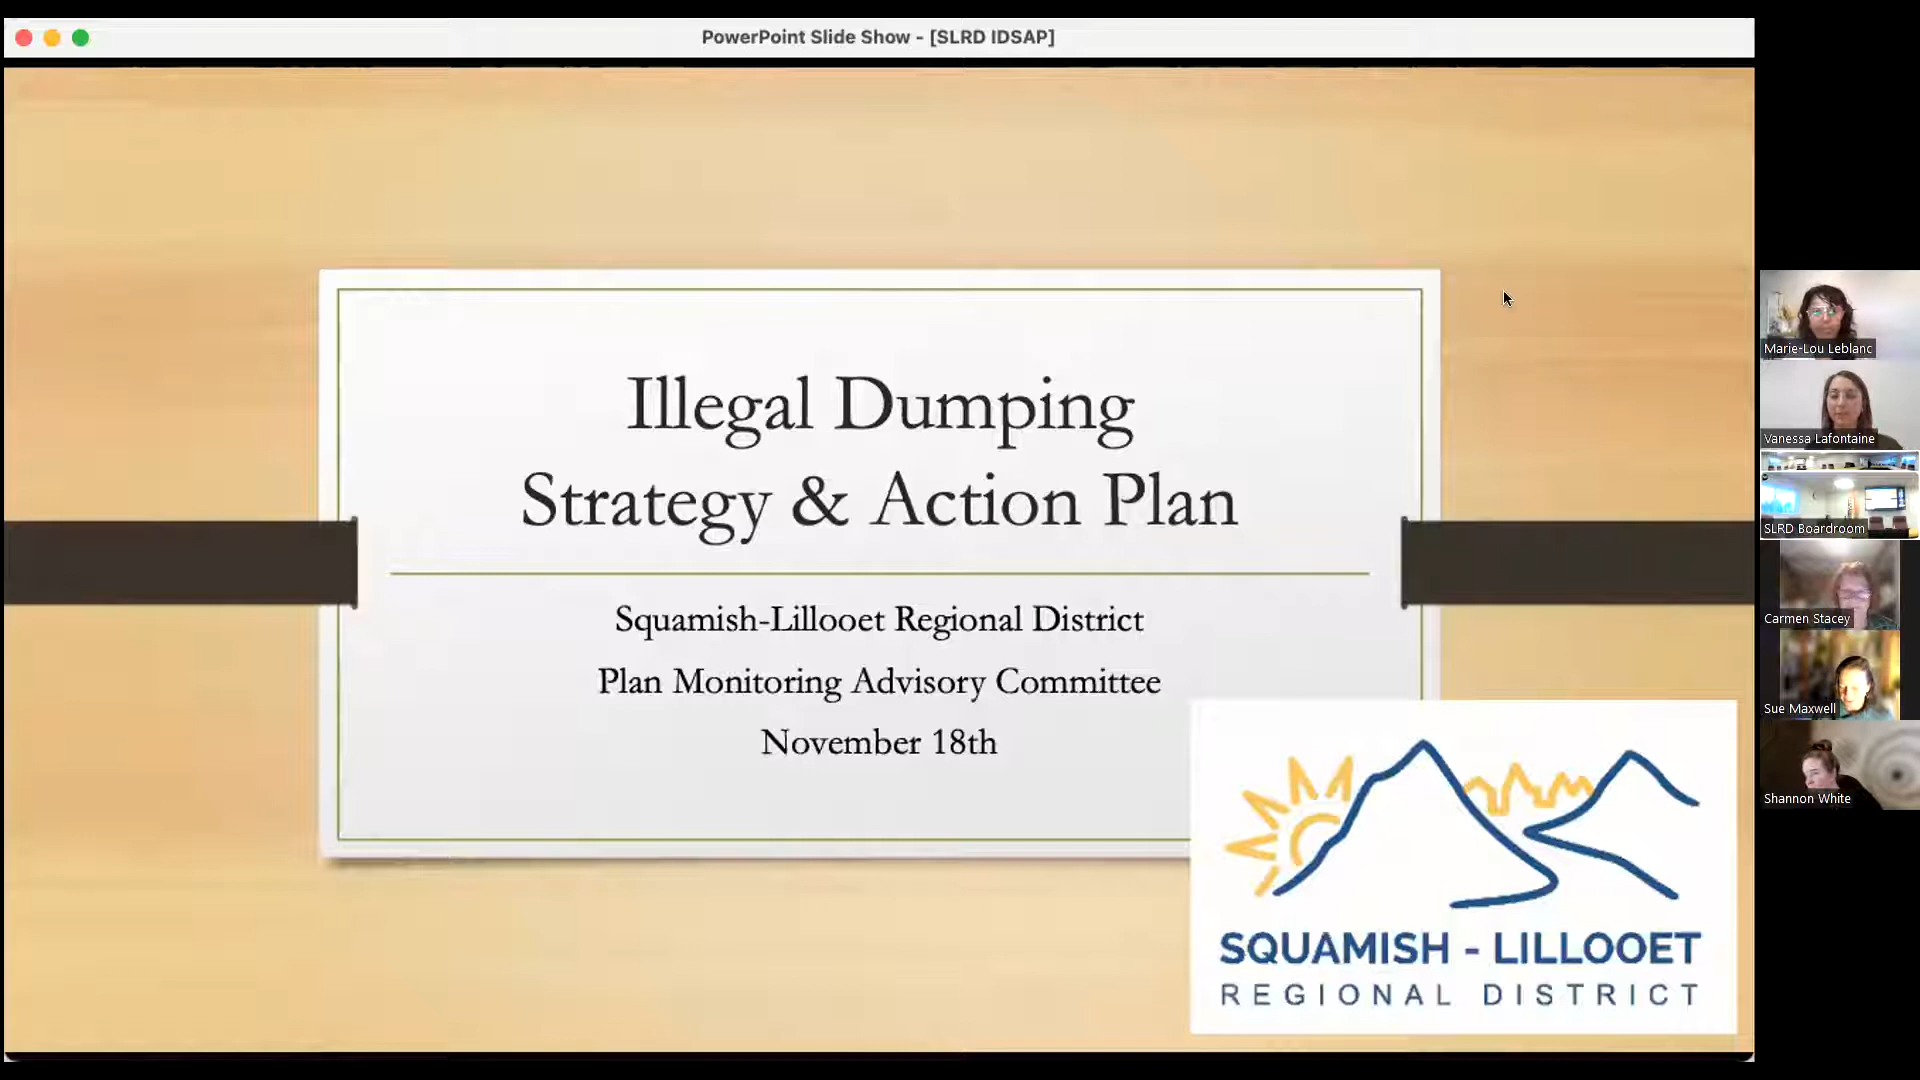 PowerPoint Slide Show - [SLRD IDSAP]
Illegal Dumping
Strategy & Action Plan
Squamish-Lillooet Regional District
Plan Monitoring Advisory Committee
November 18th
SQUAMISH - LILLOOET
REGIONAL DISTRICT
Marie-Lou Leblanc
Vanessa Lafontaine
SLRD Boardroom
Carmen Stacey
Sue Maxwell
Shannon White